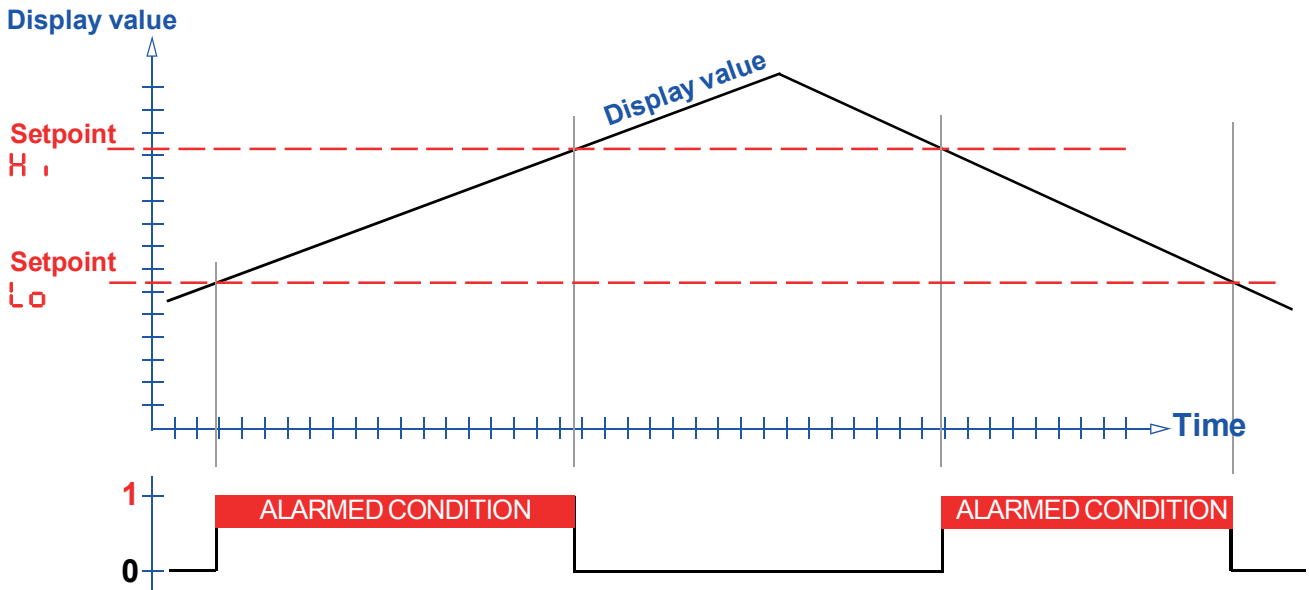 Display value
Display value
Setpoint
Hi
Setpoint
Lo
Time
1
ALARMED CONDITION
ALARMED CONDITION
0